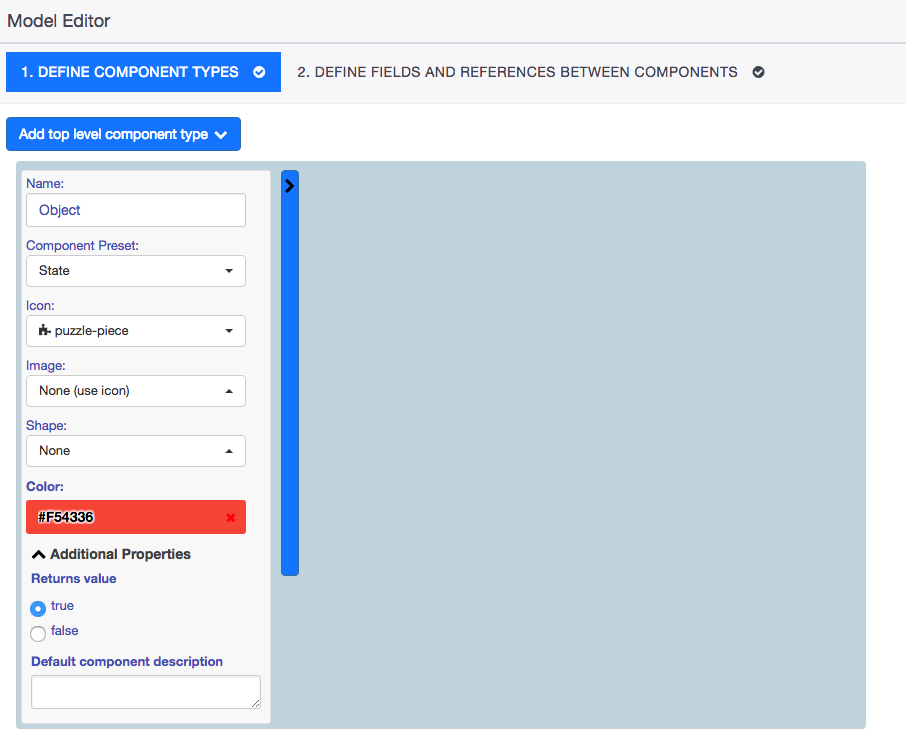 Model Editor
1. DEFINE COMPONENT TYPES
2. DEFINE FIELDS AND REFERENCES BETWEEN COMPONENTS
Add top level component type
Name:
Object
Component Preset:
State
Icon:
puzzle-piece
Image:
None (use icon)
Shape:
None
Color:
#F54336
Additional Properties
Returns value
true
false
Default component description